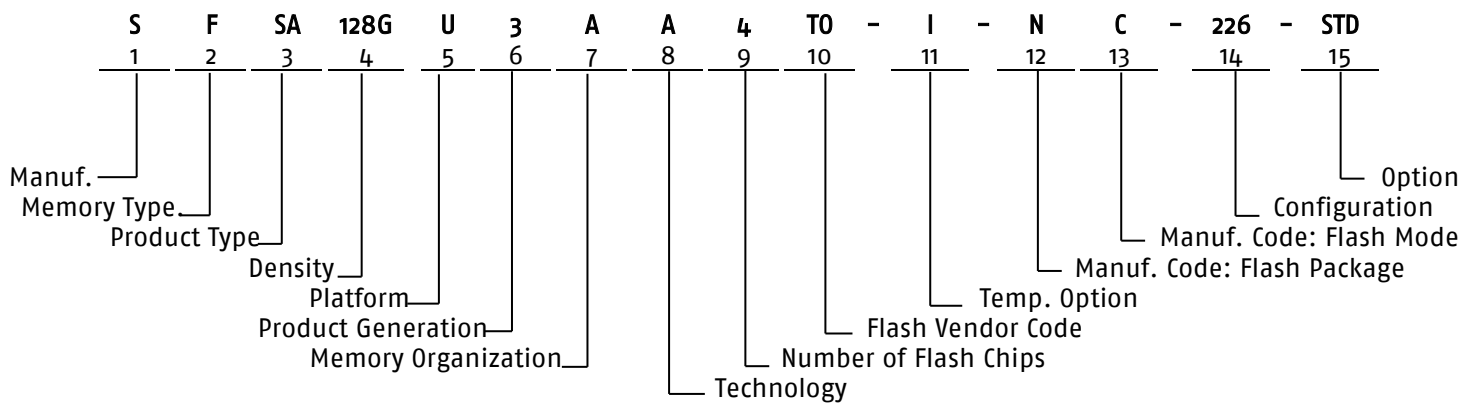 S F SA 128G U 3 A A 4 TO - I - N C - 226 - STD
1 2 3 4 5 6 7 8 9 10 11 12 13 14 15
Manuf. Option
Memory Type. Configuration
Product Type Manuf. Code: Flash Mode
Density Manuf. Code: Flash Package
Platform Temp. Option
Product Generation Flash Vendor Code
Memory Organization Number of Flash Chips
Technology